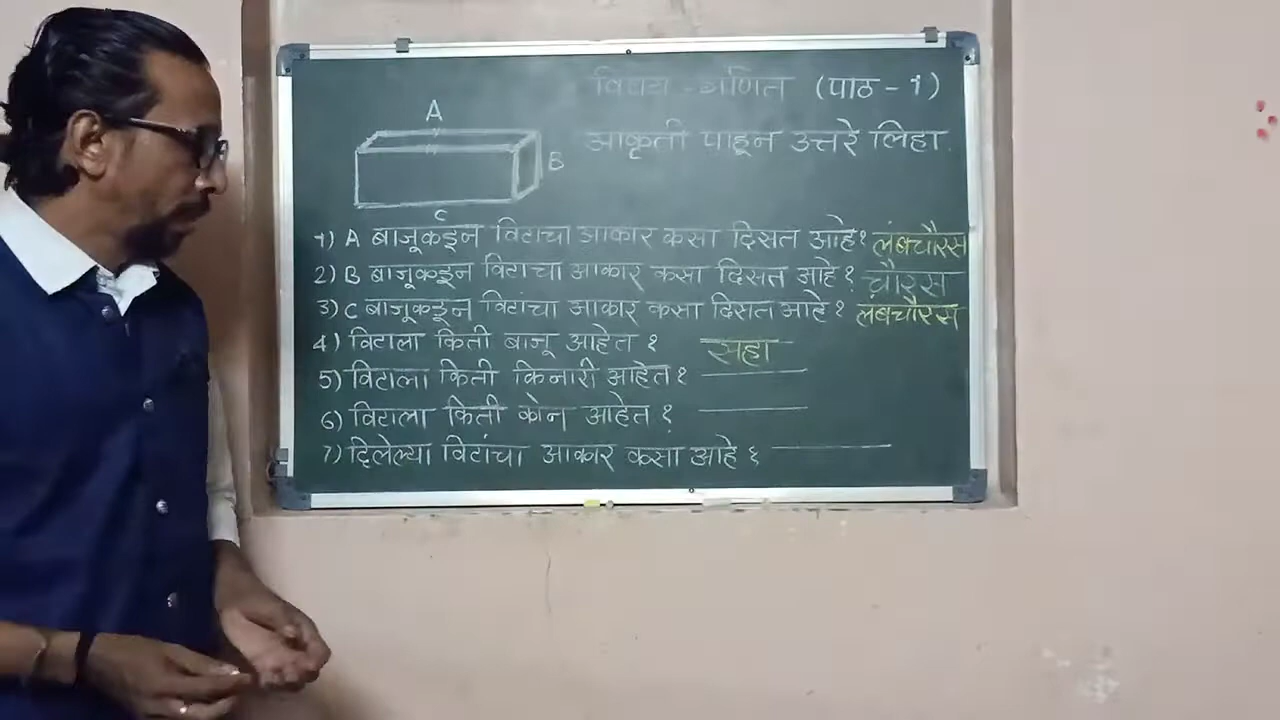 विषय - गणित (पाठ - 1)
आकृती पाहून उत्तरे लिहा.
A
B
C
1) A बाजूकडून विटाचा आकार कसा दिसत आहे? लंबचौरस
2) B बाजूकडून विटांचा आकार कसा दिसत आहे? चौरस
3) C बाजूकडून विटांचा आकार कसा दिसत आहे? लंबचौरस
4) विटाला किती बाजू आहेत? सहा
5) विटाला किती किनारी आहेत?
6) विटाला किती कोन आहेत?
7) दिलेल्या विटांचा आकार कसा आहे?